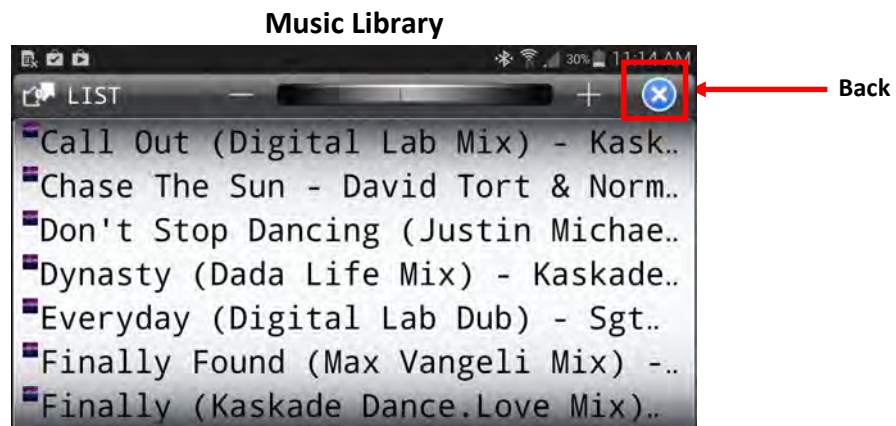 Music Library
30% 11:14 AM
LIST
Back
Call Out (Digital Lab Mix) - Kask..
Chase The Sun - David Tort & Norm..
Don't Stop Dancing (Justin Michae..
Dynasty (Dada Life Mix) - Kaskade..
Everyday (Digital Lab Dub) - Sgt..
Finally Found (Max Vangeli Mix) -..
Finally (Kaskade Dance.Love Mix)..